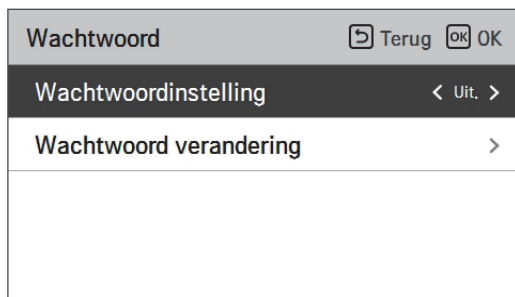 Wachtwoord Terug OK OK
Wachtwoordinstelling < Uit. >
Wachtwoord verandering >